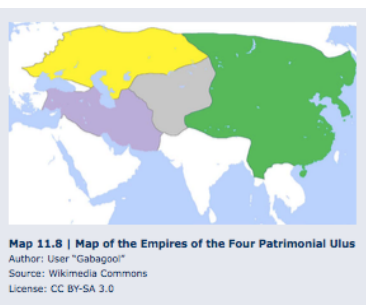 Map 11.8 | Map of the Empires of the Four Patrimonial Ulus
Author: User "Gabagool"
Source: Wikimedia Commons
License: CC BY-SA 3.0